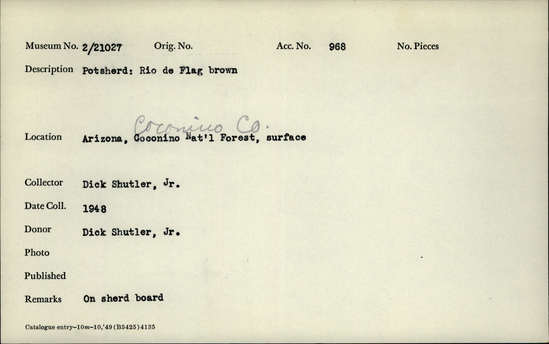 Museum No. 2/21027 Orig. No. Acc. No. 968 No. Pieces
Description Potsherd: Rio de Flag brown
Coconino Co.
Location Arizona, Coconino Nat'l Forest, surface
Collector Dick Shutler, Jr.
Date Coll. 1948
Donor Dick Shutler, Jr.
Photo
Published
Remarks On sherd board
Catalogue entry—10m—10,'49 (B5425)4135